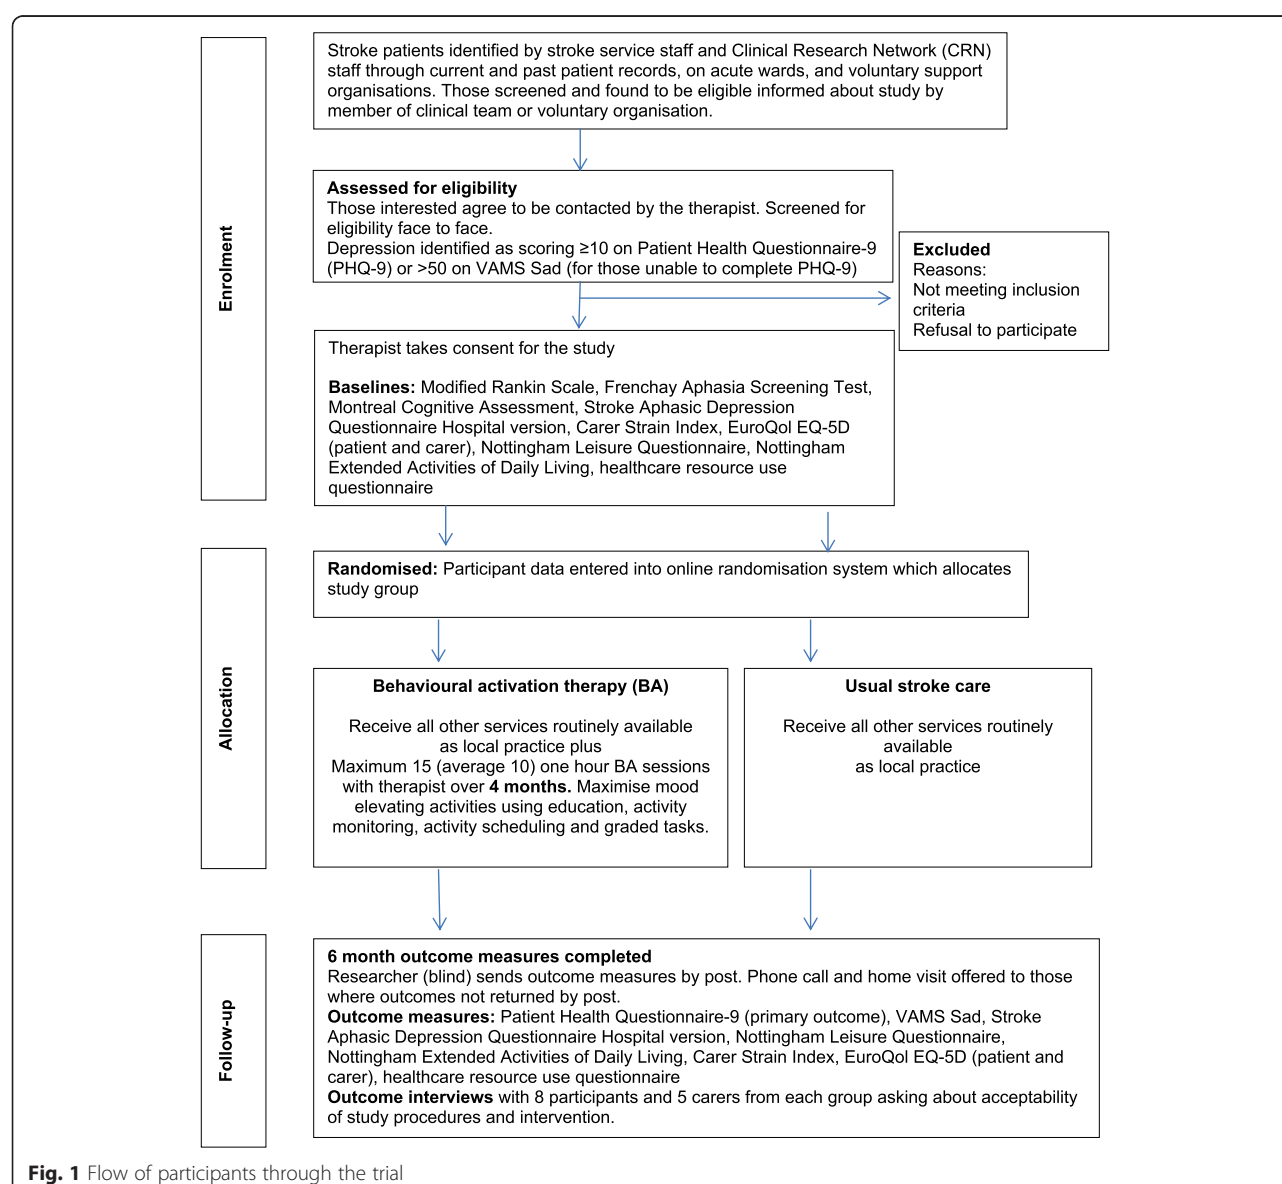 Enrolment
Stroke patients identified by stroke service staff and Clinical Research Network (CRN)
staff through current and past patient records, on acute wards, and voluntary support
organisations. Those screened and found to be eligible informed about study by
member of clinical team or voluntary organisation.
Assessed for eligibility
Those interested agree to be contacted by the therapist. Screened for
eligibility face to face.
Depression identified as scoring ≥10 on Patient Health Questionnaire-9
(PHQ-9) or >50 on VAMS Sad (for those unable to complete PHQ-9)
Excluded
Reasons:
Not meeting inclusion
criteria
Refusal to participate
Therapist takes consent for the study
Baselines: Modified Rankin Scale, Frenchay Aphasia Screening Test,
Montreal Cognitive Assessment, Stroke Aphasic Depression
Questionnaire Hospital version, Carer Strain Index, EuroQol EQ-5D
(patient and carer), Nottingham Leisure Questionnaire, Nottingham
Extended Activities of Daily Living, healthcare resource use
questionnaire
Allocation
Randomised: Participant data entered into online randomisation system which allocates
study group
Behavioural activation therapy (BA)
Receive all other services routinely available
as local practice plus
Maximum 15 (average 10) one hour BA sessions
with therapist over 4 months. Maximise mood
elevating activities using education, activity
monitoring, activity scheduling and graded tasks.
Usual stroke care
Receive all other services routinely
available
as local practice
Follow-up
6 month outcome measures completed
Researcher (blind) sends outcome measures by post. Phone call and home visit offered to those
where outcomes not returned by post.
Outcome measures: Patient Health Questionnaire-9 (primary outcome), VAMS Sad, Stroke
Aphasic Depression Questionnaire Hospital version, Nottingham Leisure Questionnaire,
Nottingham Extended Activities of Daily Living, Carer Strain Index, EuroQol EQ-5D (patient and
carer), healthcare resource use questionnaire
Outcome interviews with 8 participants and 5 carers from each group asking about acceptability
of study procedures and intervention.
Fig. 1 Flow of participants through the trial